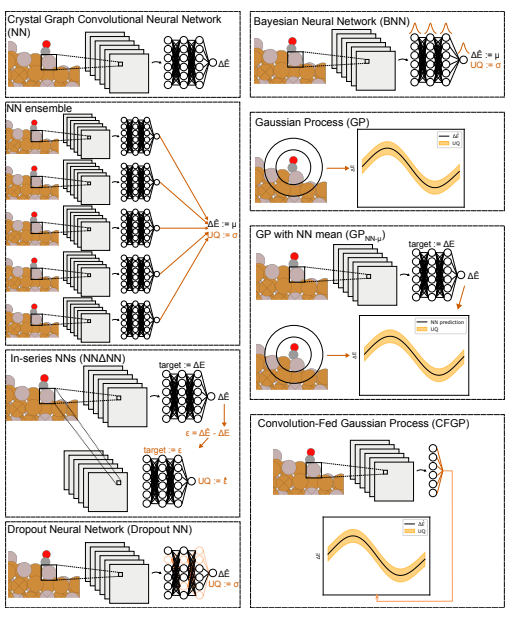 Crystal Graph Convolutional Neural Network
(NN)
ΔÊ
NN ensemble
ΔÊ := μ
UQ := σ
In-series NNs (NNΔNN)
target := ΔE
ΔÊ
ε = ΔÊ - ΔE
target := ε
UQ := ε̂
Dropout Neural Network (Dropout NN)
ΔÊ := μ
UQ := σ
Bayesian Neural Network (BNN)
ΔÊ := μ
UQ := σ
Gaussian Process (GP)
ΔÊ
UQ
ΔE
GP with NN mean (GP_NN-μ)
target := ΔE
ΔÊ
NN prediction
UQ
ΔE
Convolution-Fed Gaussian Process (CFGP)
ΔÊ
UQ
ΔE